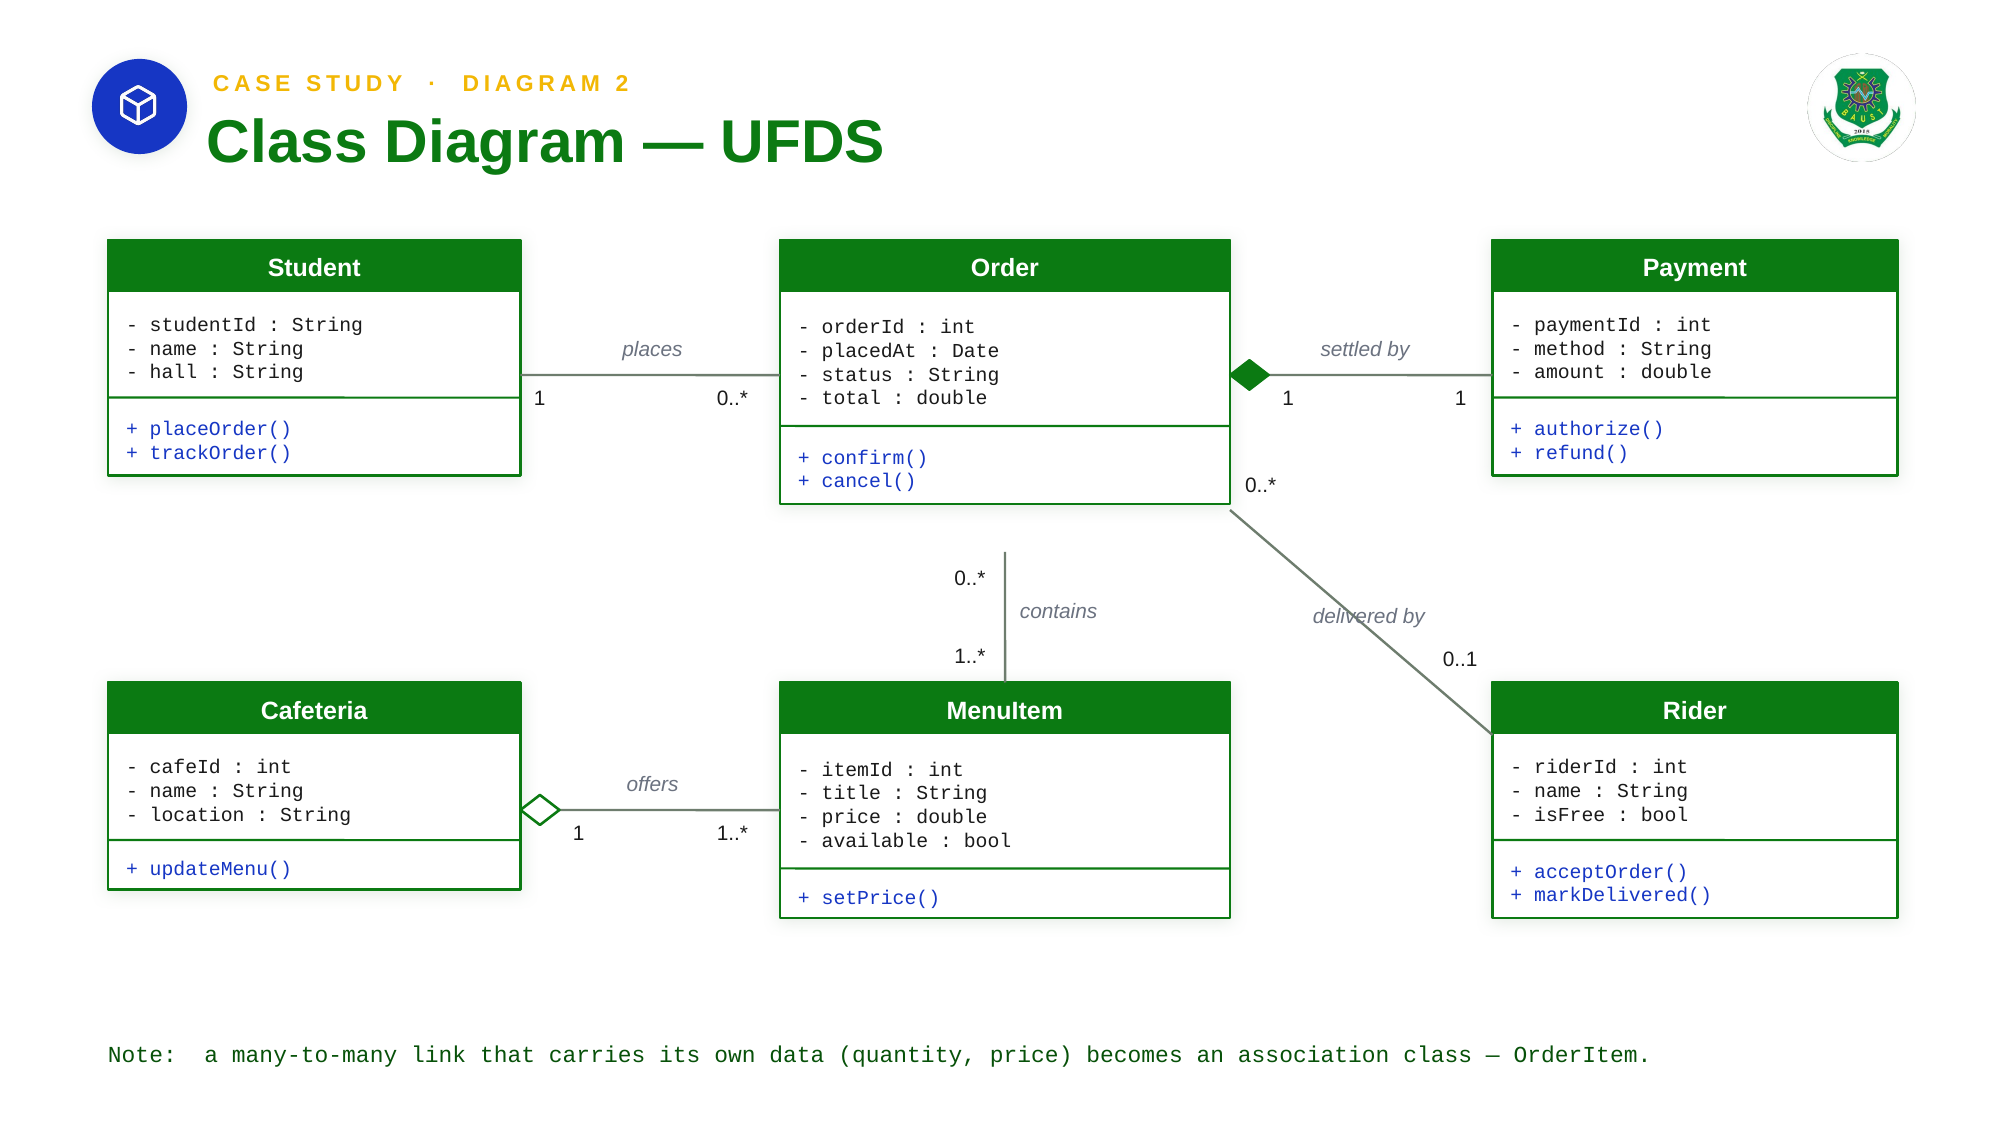 CASE STUDY · DIAGRAM 2
Class Diagram — UFDS
BAUST
2015
KNOWLEDGE
Student
- studentId : String
- name : String
- hall : String
+ placeOrder()
+ trackOrder()
places
1
0..*
Order
- orderId : int
- placedAt : Date
- status : String
- total : double
+ confirm()
+ cancel()
settled by
1
1
Payment
- paymentId : int
- method : String
- amount : double
+ authorize()
+ refund()
0..*
0..*
contains
1..*
delivered by
0..1
Cafeteria
- cafeId : int
- name : String
- location : String
+ updateMenu()
offers
1
1..*
MenuItem
- itemId : int
- title : String
- price : double
- available : bool
+ setPrice()
Rider
- riderId : int
- name : String
- isFree : bool
+ acceptOrder()
+ markDelivered()
Note:  a many-to-many link that carries its own data (quantity, price) becomes an association class — OrderItem.